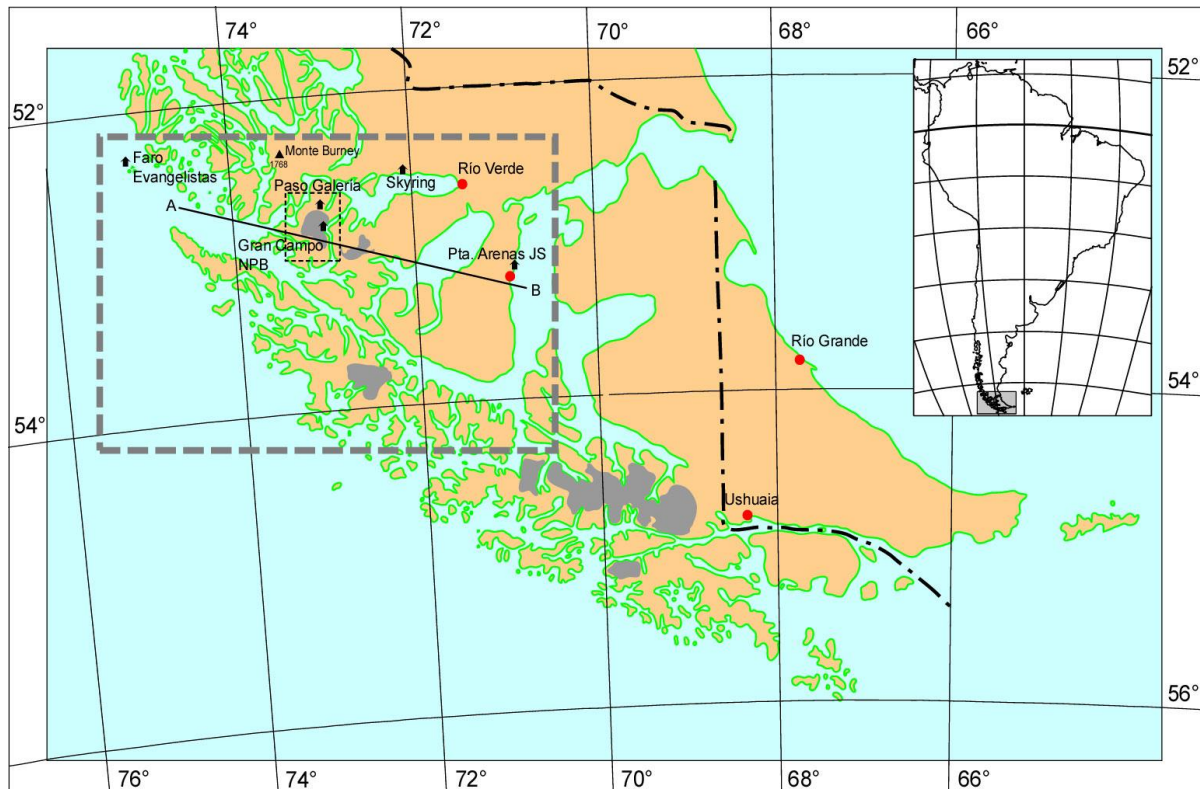 74°
72°
70°
68°
66°
52°
52°
Faro
Evangelistas
Monte Burney
1768
Paso Galería
Skyring
Río Verde
A
Gran Campo
NPB
Pta. Arenas JS
B
Río Grande
54°
54°
Ushuaia
56°
76°
74°
72°
70°
68°
66°